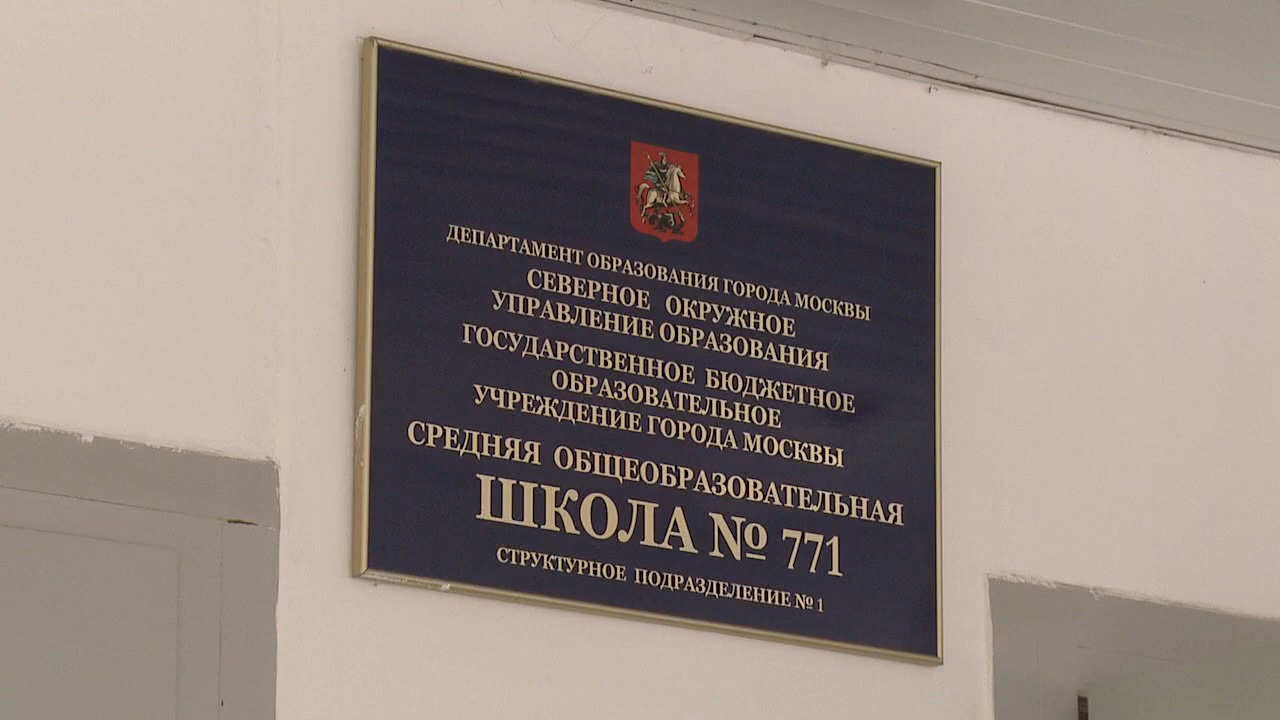 ДЕПАРТАМЕНТ ОБРАЗОВАНИЯ ГОРОДА МОСКВЫ
СЕВЕРНОЕ ОКРУЖНОЕ
УПРАВЛЕНИЕ ОБРАЗОВАНИЯ
ГОСУДАРСТВЕННОЕ БЮДЖЕТНОЕ
ОБРАЗОВАТЕЛЬНОЕ
УЧРЕЖДЕНИЕ ГОРОДА МОСКВЫ
СРЕДНЯЯ ОБЩЕОБРАЗОВАТЕЛЬНАЯ
ШКОЛА № 771
СТРУКТУРНОЕ ПОДРАЗДЕЛЕНИЕ № 1